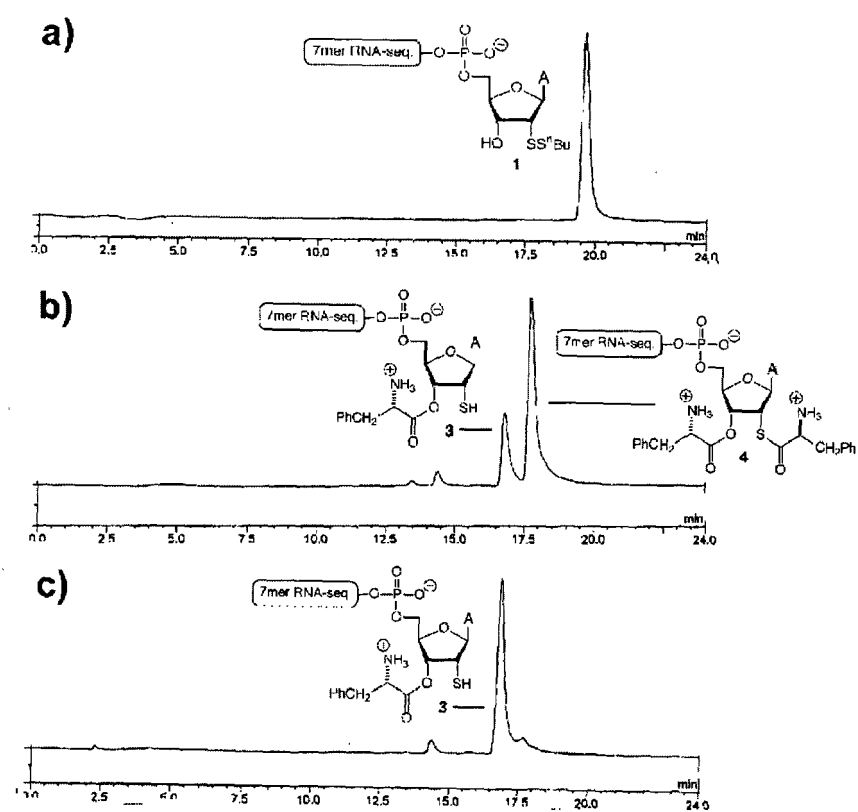 a)
7mer RNA-seq.
O
O
P
O
⊖
O
O
A
HO
SSⁿBu
1
min
2.5
5.0
7.5
10.0
12.5
15.0
17.5
20.0
24.0
b)
7mer RNA-seq.
O
O
P
O
⊖
O
O
A
⊕
NH₃
PhCH₂
O
O
SH
3
7mer RNA-seq.
O
O
P
O
⊖
O
O
A
⊕
NH₃
⊕
NH₃
PhCH₂
O
O
S
O
CH₂Ph
4
min
0.0
2.5
5.0
7.5
10.0
12.5
15.0
17.5
20.0
24.0
c)
7mer RNA-seq
O
P
O
⊖
O
A
NH₃
PhCH₂
O
O
SH
3
min
2.5
5.0
7.5
10.0
12.5
15.0
17.5
20.0
24.0